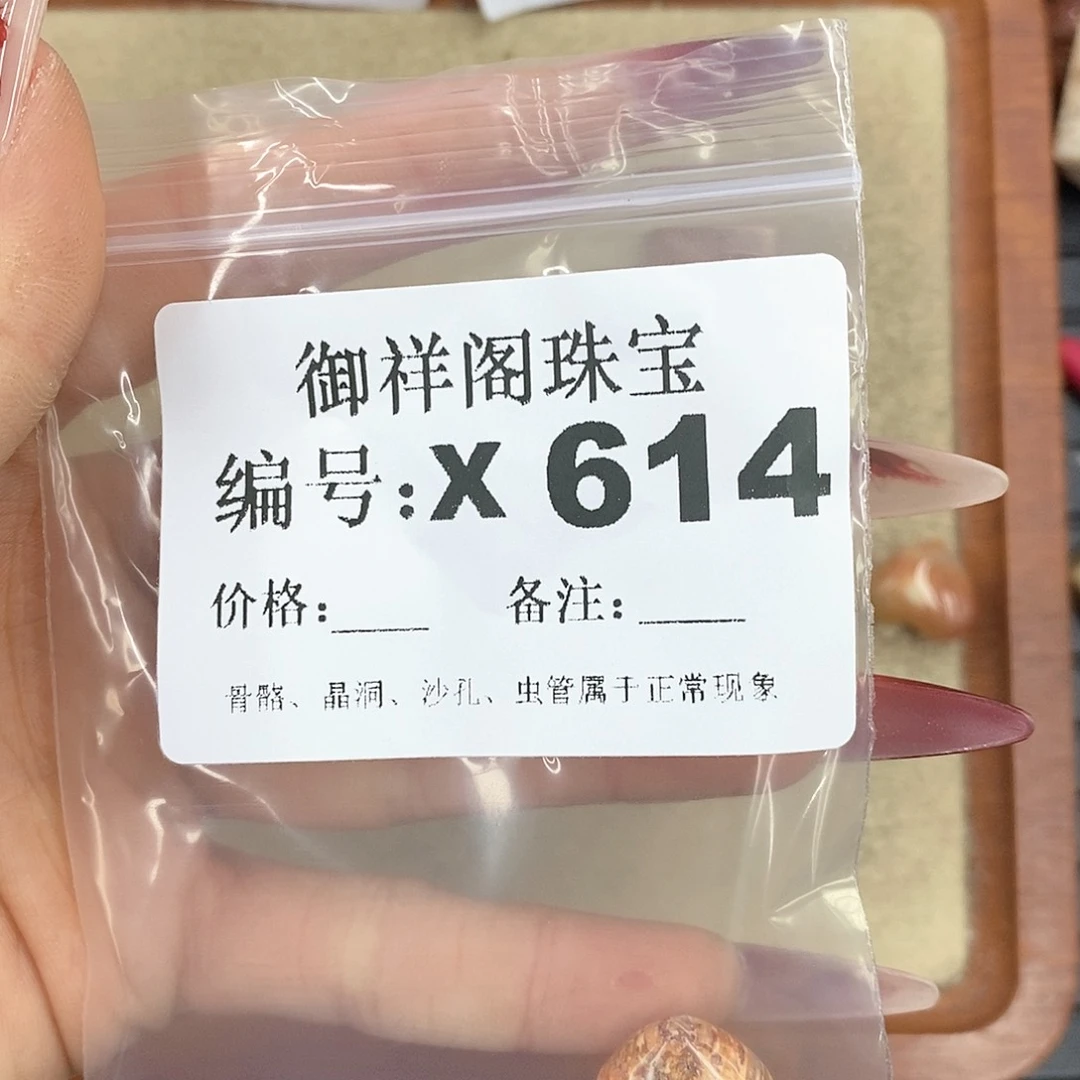 御祥阁珠宝
编号:X 614
价格:____ 备注:____
骨骼、晶洞、沙孔、虫管属于正常现象